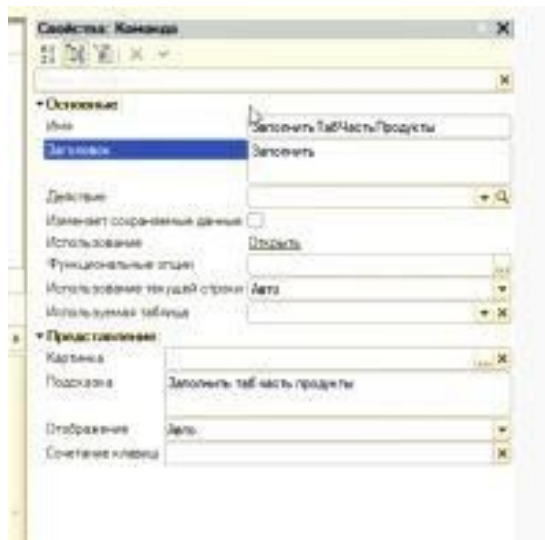 Свойства: Команда
Основные
Имя ЗаполнитьТабЧастьПродукты
Заголовок Заполнить
Действие
Изменяет сохраняемые данные
Использование Открыть
Функциональные опции
Использование текущей строки Авто
Используемая таблица
Представление
Картинка
Подсказка Заполнить таб часть продукты
Отображение Авто
Сочетание клавиш